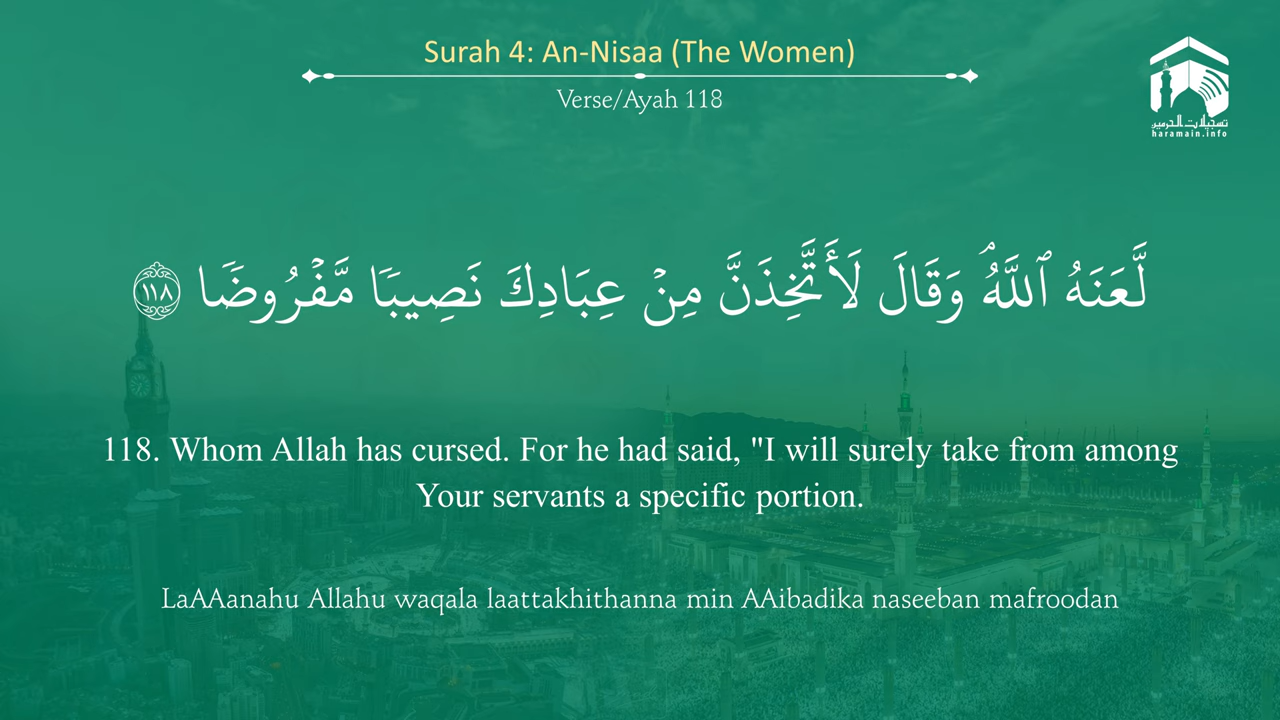 Surah 4: An-Nisaa (The Women)
Verse/Ayah 118
تسجيلات الحرمين
haramain.info
لَّعَنَهُ ٱللَّهُۘ وَقَالَ لَأَتَّخِذَنَّ مِنۡ عِبَادِكَ نَصِيبٗا مَّفۡرُوضٗا ١١٨
118. Whom Allah has cursed. For he had said, "I will surely take from among
Your servants a specific portion.
LaAAanahu Allahu waqala laattakhithanna min AAibadika naseeban mafroodan